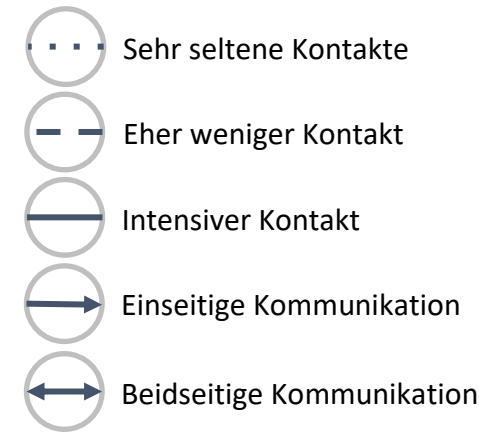 Sehr seltene Kontakte
Eher weniger Kontakt
Intensiver Kontakt
Einseitige Kommunikation
Beidseitige Kommunikation